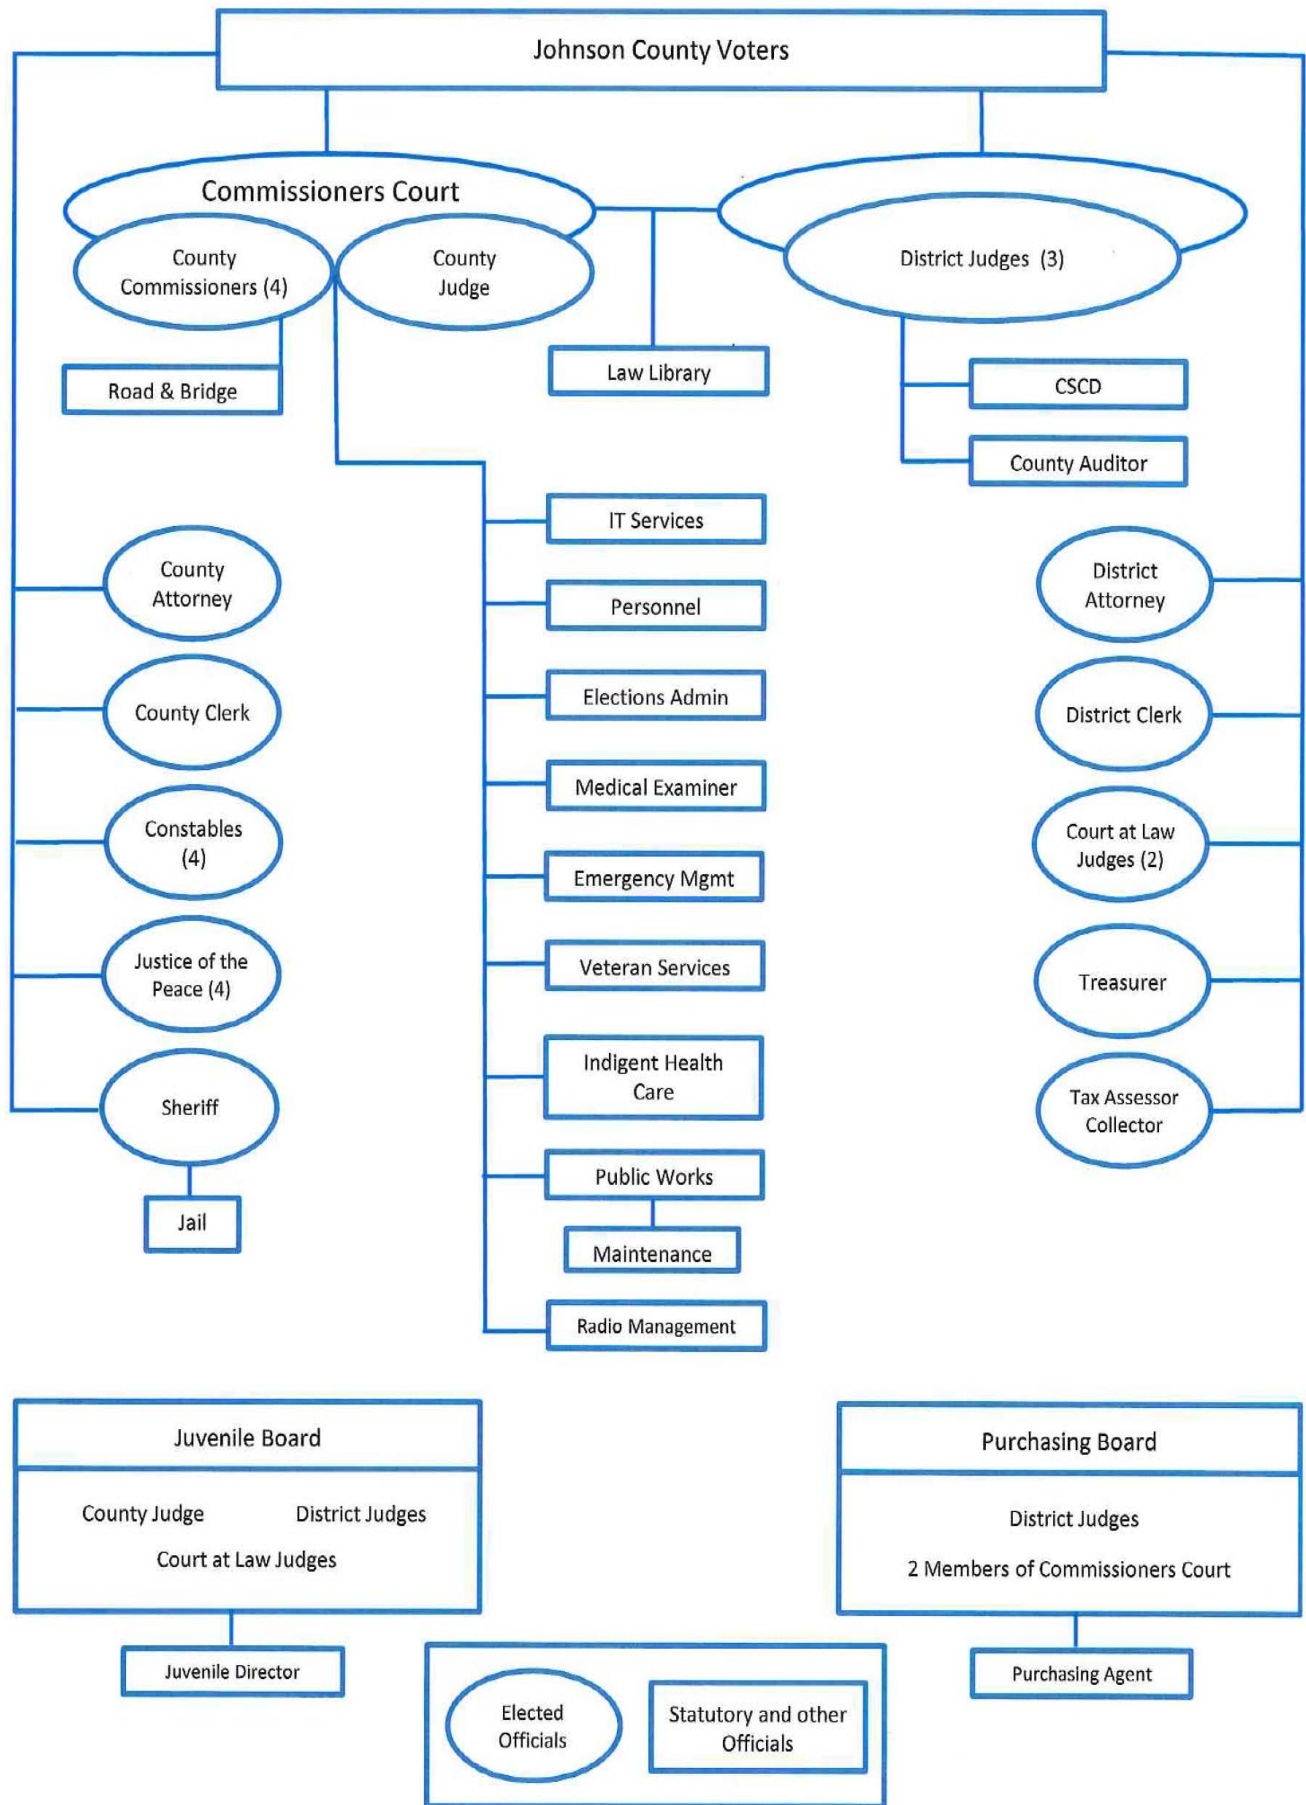 Johnson County Voters
Commissioners Court
County
Commissioners (4)
County
Judge
District Judges (3)
Road & Bridge
Law Library
CSCD
County Auditor
IT Services
Personnel
Elections Admin
Medical Examiner
Emergency Mgmt
Veteran Services
Indigent Health
Care
Public Works
Maintenance
Radio Management
County
Attorney
County Clerk
Constables
(4)
Justice of the
Peace (4)
Sheriff
Jail
District
Attorney
District Clerk
Court at Law
Judges (2)
Treasurer
Tax Assessor
Collector
Juvenile Board
County Judge District Judges
Court at Law Judges
Juvenile Director
Purchasing Board
District Judges
2 Members of Commissioners Court
Purchasing Agent
Elected
Officials
Statutory and other
Officials